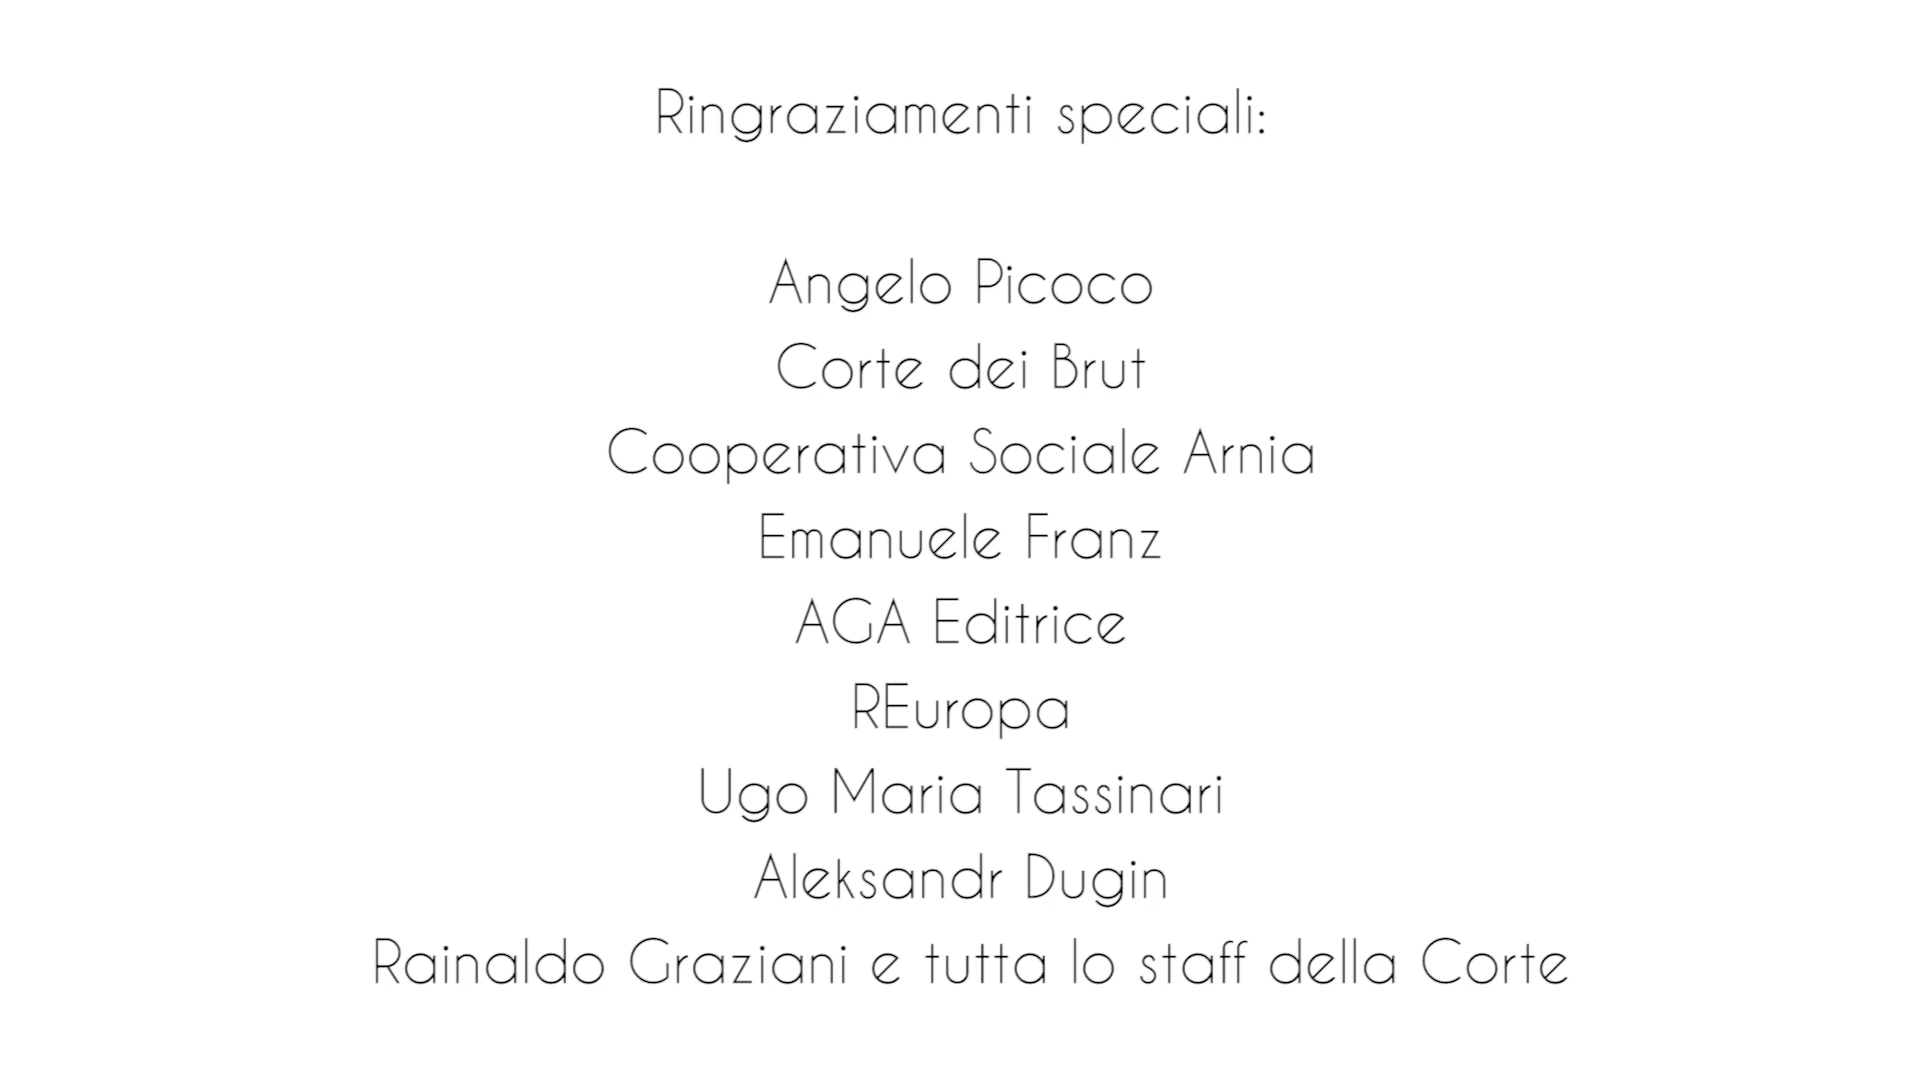 Ringraziamenti speciali:
Angelo Picoco
Corte dei Brut
Cooperativa Sociale Arnia
Emanuele Franz
AGA Editrice
REuropa
Ugo Maria Tassinari
Aleksandr Dugin
Rainaldo Graziani e tutta lo staff della Corte